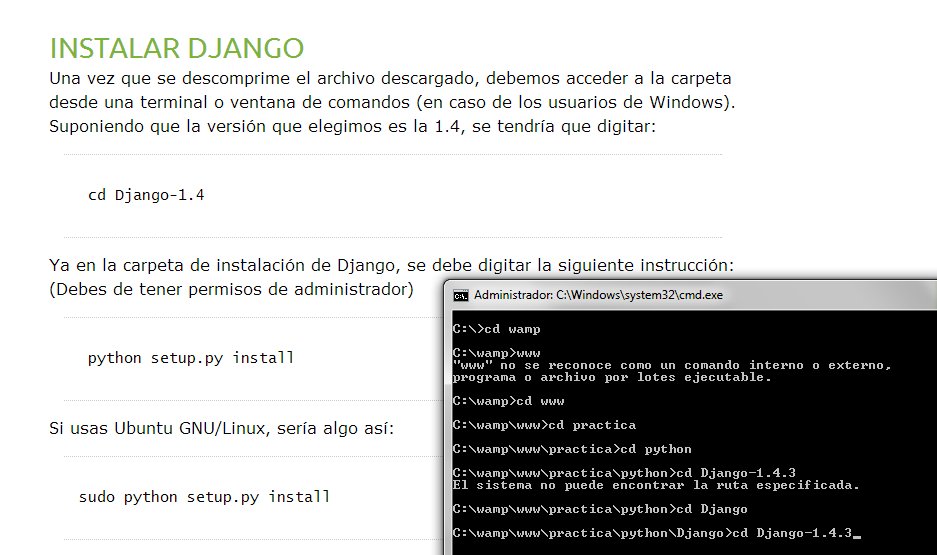 INSTALAR DJANGO
Una vez que se descomprime el archivo descargado, debemos acceder a la carpeta
desde una terminal o ventana de comandos (en caso de los usuarios de Windows).
Suponiendo que la versión que elegimos es la 1.4, se tendría que digitar:
cd Django-1.4
Ya en la carpeta de instalación de Django, se debe digitar la siguiente instrucción:
(Debes de tener permisos de administrador)
python setup.py install
Si usas Ubuntu GNU/Linux, sería algo así:
sudo python setup.py install
Administrador: C:\Windows\system32\cmd.exe
C:\>cd wamp
C:\wamp>www
"www" no se reconoce como un comando interno o externo,
programa o archivo por lotes ejecutable.
C:\wamp>cd www
C:\wamp\www>cd practica
C:\wamp\www\practica>cd python
C:\wamp\www\practica\python>cd Django-1.4.3
El sistema no puede encontrar la ruta especificada.
C:\wamp\www\practica\python>cd Django
C:\wamp\www\practica\python\Django>cd Django-1.4.3_